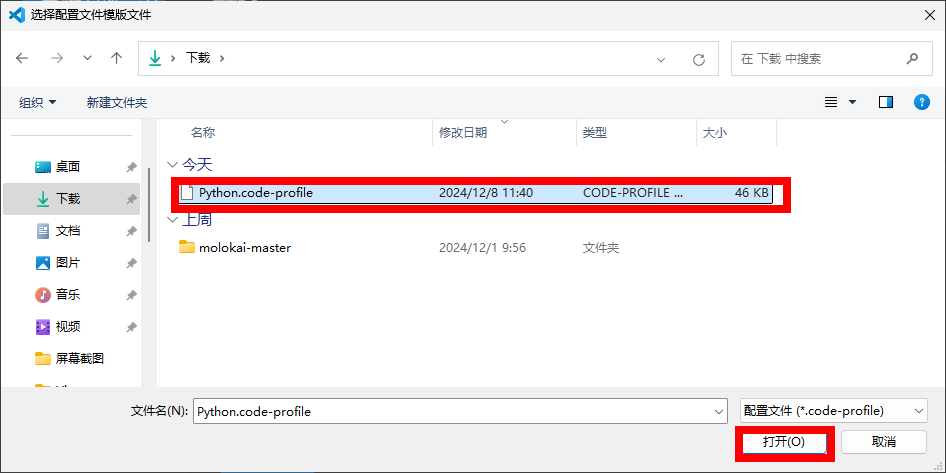 选择配置文件模版文件
下载
在 下载 中搜索
组织 新建文件夹
名称 修改日期 类型 大小
桌面
下载
文档
图片
音乐
视频
屏幕截图
今天
Python.code-profile 2024/12/8 11:40 CODE-PROFILE ... 46 KB
上周
molokai-master 2024/12/1 9:56 文件夹
文件名(N): Python.code-profile 配置文件 (*.code-profile)
打开(O) 取消